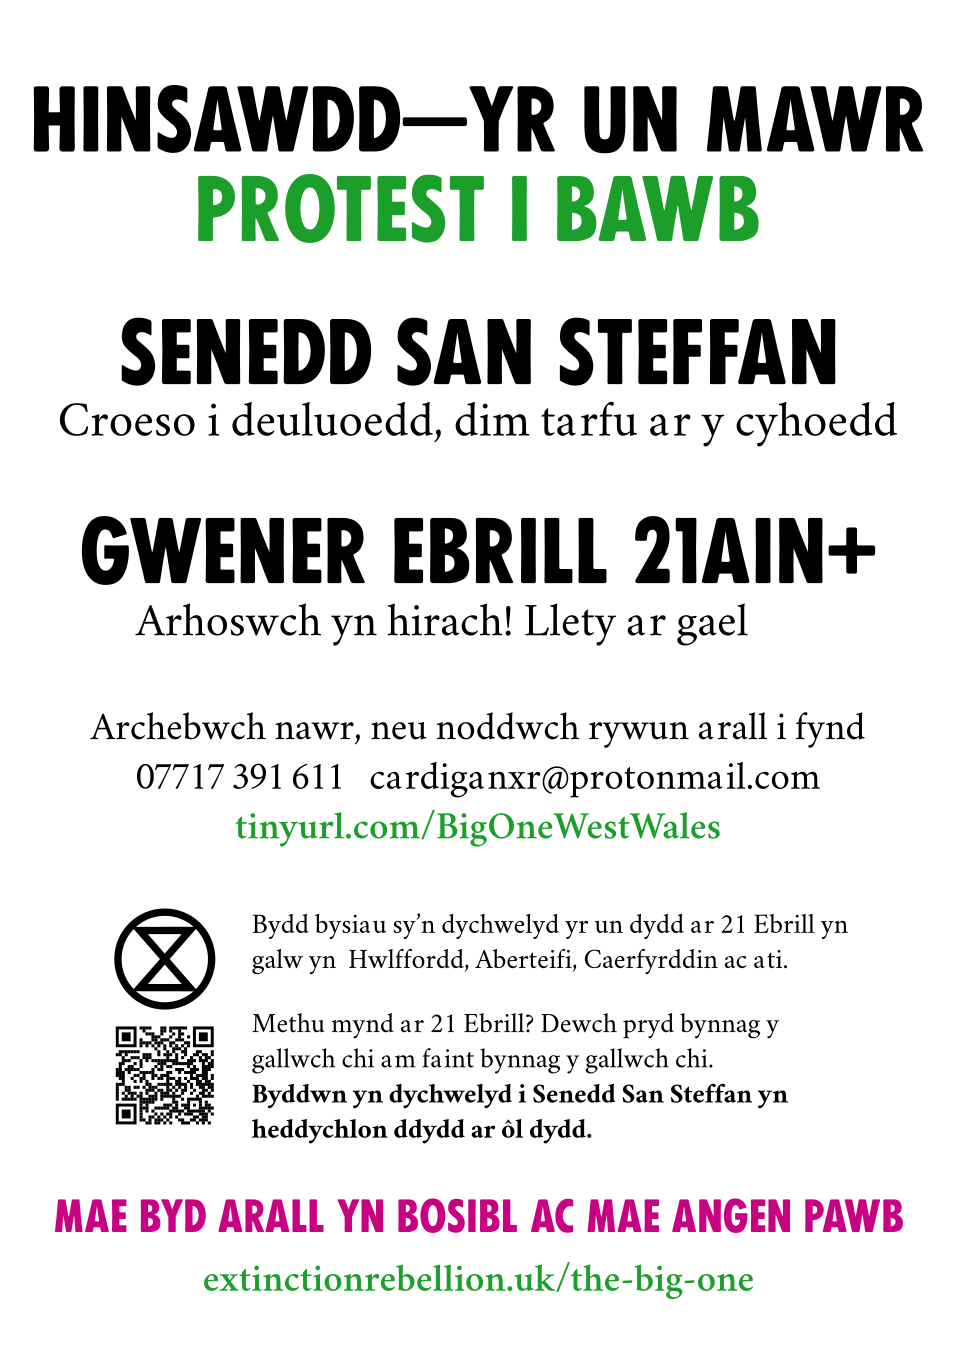 HINSAWDD—YR UN MAWR
PROTEST I BAWB
SENEDD SAN STEFFAN
Croeso i deuluoedd, dim tarfu ar y cyhoedd
GWENER EBRILL 21AIN+
Arhoswch yn hirach! Llety ar gael
Archebwch nawr, neu noddwch rywun arall i fynd
07717 391 611 cardiganxr@protonmail.com
tinyurl.com/BigOneWestWales
Bydd bysiau sy’n dychwelyd yr un dydd ar 21 Ebrill yn
galw yn Hwlffordd, Aberteifi, Caerfyrddin ac ati.
Methu mynd ar 21 Ebrill? Dewch pryd bynnag y
gallwch chi am faint bynnag y gallwch chi.
Byddwn yn dychwelyd i Senedd San Steffan yn
heddychlon ddydd ar ôl dydd.
MAE BYD ARALL YN BOSIBL AC MAE ANGEN PAWB
extinctionrebellion.uk/the-big-one